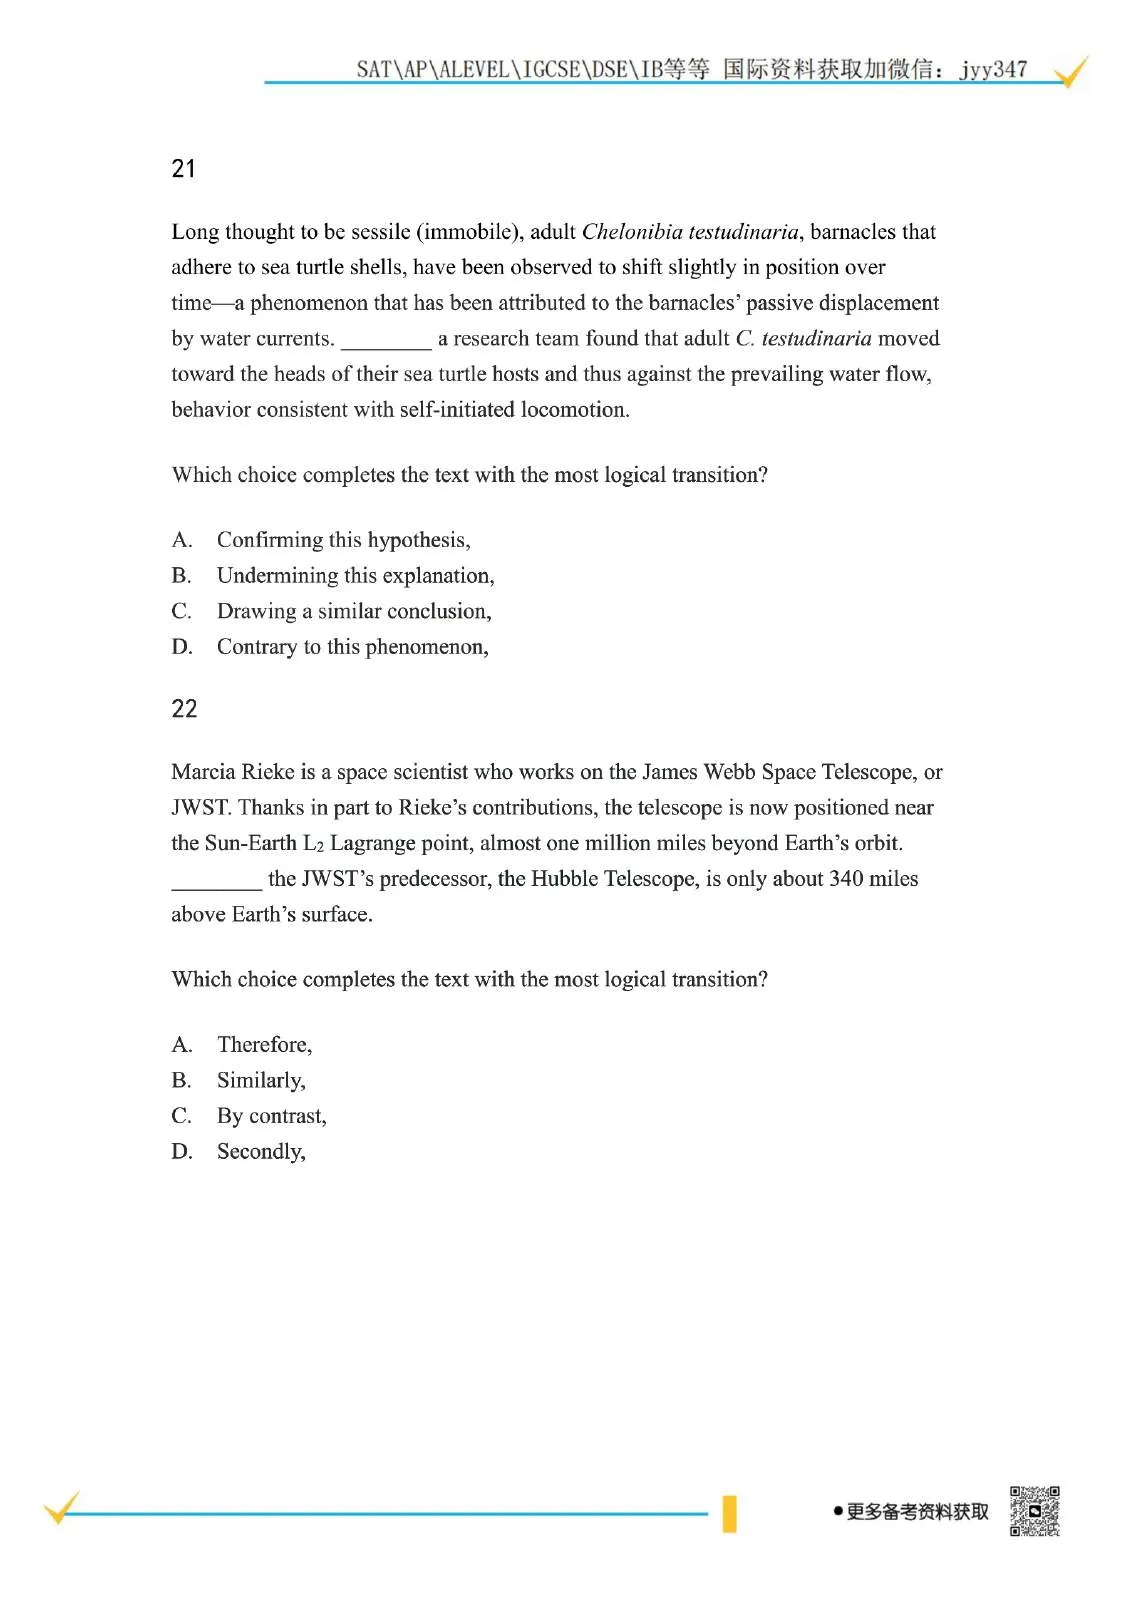 SAT\AP\ALEVEL\IGCSE\DSE\IB等等 国际资料获取加微信：jyy347
21
Long thought to be sessile (immobile), adult Chelonibia testudinaria, barnacles that
adhere to sea turtle shells, have been observed to shift slightly in position over
time—a phenomenon that has been attributed to the barnacles’ passive displacement
by water currents. ________ a research team found that adult C. testudinaria moved
toward the heads of their sea turtle hosts and thus against the prevailing water flow,
behavior consistent with self-initiated locomotion.
Which choice completes the text with the most logical transition?
A. Confirming this hypothesis,
B. Undermining this explanation,
C. Drawing a similar conclusion,
D. Contrary to this phenomenon,
22
Marcia Rieke is a space scientist who works on the James Webb Space Telescope, or
JWST. Thanks in part to Rieke’s contributions, the telescope is now positioned near
the Sun-Earth L₂ Lagrange point, almost one million miles beyond Earth’s orbit.
________ the JWST’s predecessor, the Hubble Telescope, is only about 340 miles
above Earth’s surface.
Which choice completes the text with the most logical transition?
A. Therefore,
B. Similarly,
C. By contrast,
D. Secondly,
●更多备考资料获取